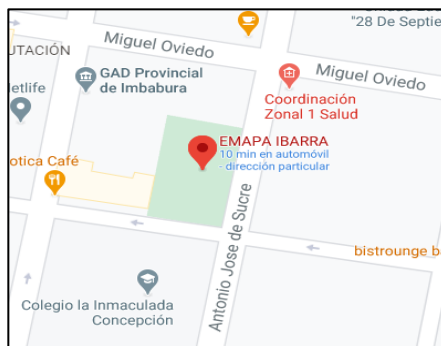 "28 De Septie
Miguel Oviedo
UTACIÓN
GAD Provincial
de Imbabura
Miguel Oviedo
etlife
Coordinación
Zonal 1 Salud
EMAPA IBARRA
10 min en automóvil
- dirección particular
otica Café
Antonio Jose de Sucre
bistrounge ba
Colegio la Inmaculada
Concepción